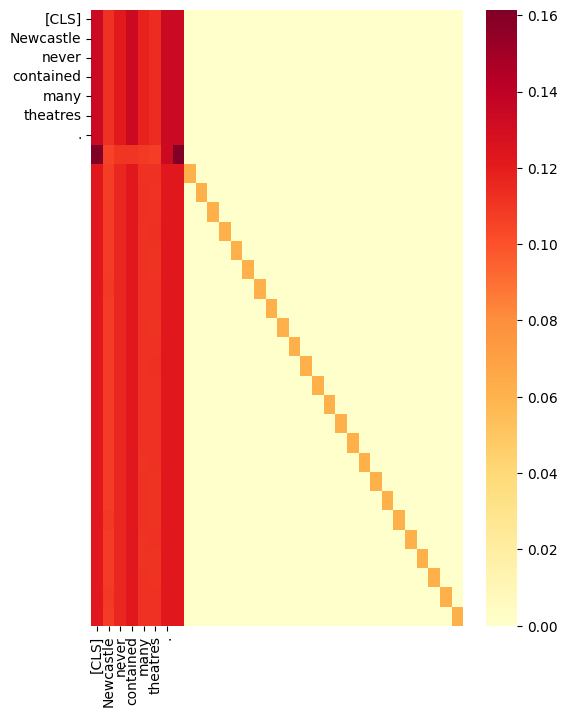 [CLS]
Newcastle
never
contained
many
theatres
.
0.16
0.14
0.12
0.10
0.08
0.06
0.04
0.02
0.00
[CLS]
Newcastle
never
contained
many
theatres
.